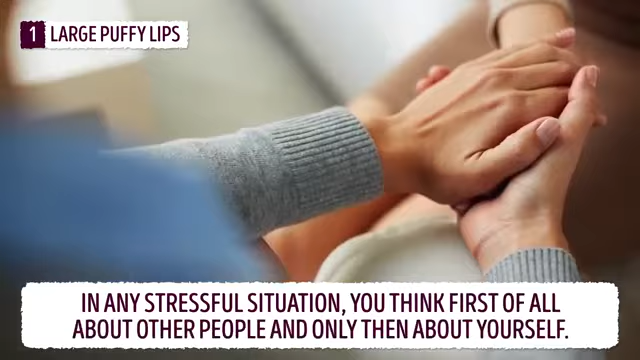 1 LARGE PUFFY LIPS
IN ANY STRESSFUL SITUATION, YOU THINK FIRST OF ALL
ABOUT OTHER PEOPLE AND ONLY THEN ABOUT YOURSELF.